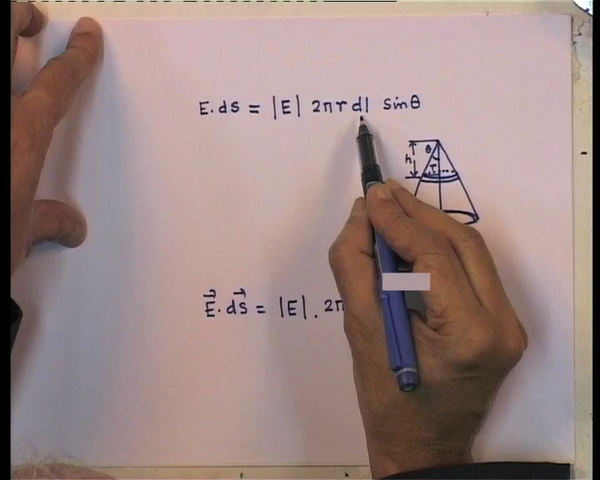 E.ds = |E| 2πr dl sinθ
h θ r
E⃗.ds⃗ = |E| . 2π